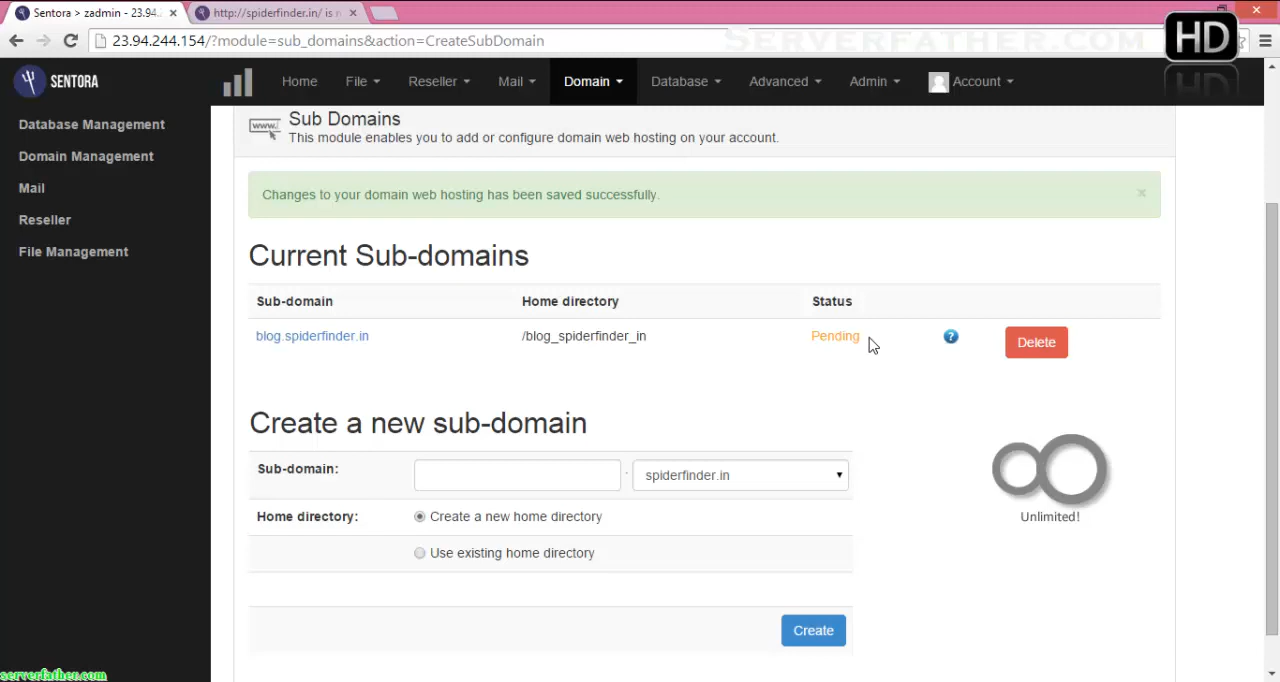 Sentora > zadmin - 23.94.
http://spiderfinder.in/ is r
23.94.244.154/?module=sub_domains&action=CreateSubDomain
SERVERFATHER.COM
HD
SENTORA
Home
File
Reseller
Mail
Domain
Database
Advanced
Admin
Account
Database Management
Domain Management
Mail
Reseller
File Management
www.
Sub Domains
This module enables you to add or configure domain web hosting on your account.
Changes to your domain web hosting has been saved successfully.
Current Sub-domains
Sub-domain Home directory Status
blog.spiderfinder.in /blog_spiderfinder_in Pending ? Delete
Create a new sub-domain
Sub-domain: . spiderfinder.in
Home directory: Create a new home directory
Use existing home directory
Unlimited!
Create
serverfather.com